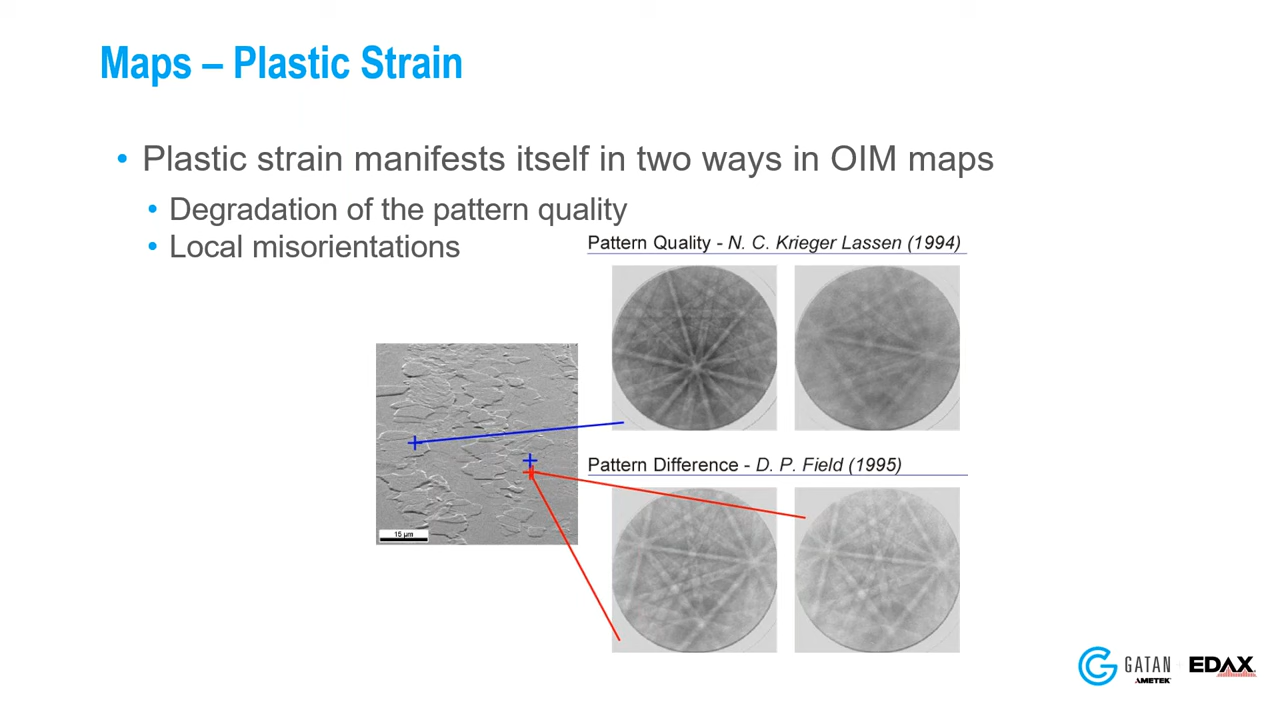 Maps – Plastic Strain
• Plastic strain manifests itself in two ways in OIM maps
• Degradation of the pattern quality
• Local misorientations
Pattern Quality - N. C. Krieger Lassen (1994)
Pattern Difference - D. P. Field (1995)
15 µm
GATAN
AMETEK
EDAX